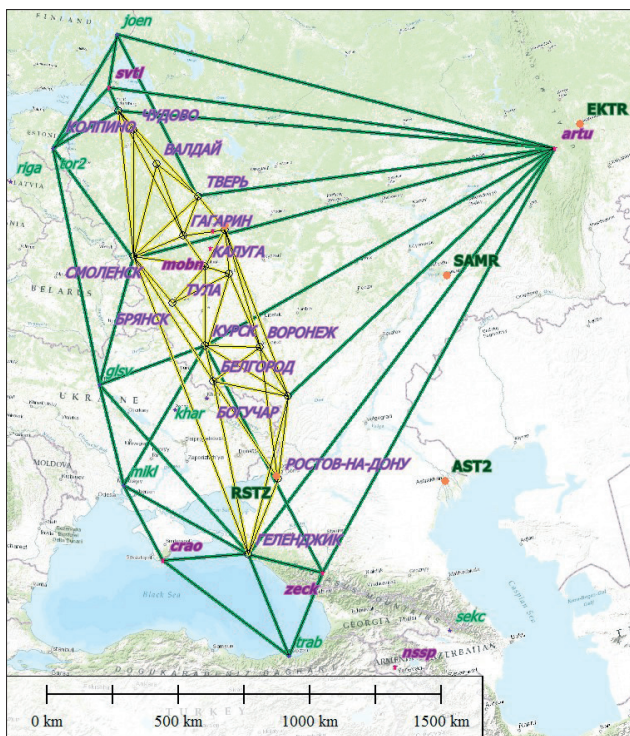 FINLAND
joen
svtl
EKTR
ЧУДОВО
КОЛПИНО
artu
ESTONIA
ВАЛДАЙ
riga
tor2
LATVIA
ТВЕРЬ
ГАГАРИН
КАЛУГА
mobn
SAMR
СМОЛЕНСК
BELARUS
ТУЛА
БРЯНСК
КУРСК
ВОРОНЕЖ
glsv
БЕЛГОРОД
UKRAINE
khar
БОГУЧАР
MOLDOVA
mikl
РОСТОВ-НА-ДОНУ
AST2
RSTZ
ГЕЛЕНДЖИК
crao
zeck
Black Sea
Caspian Sea
sekc
GEORGIA
trab
nssp
AZERBAIJAN
TURKEY
0 km
500 km
1000 km
1500 km